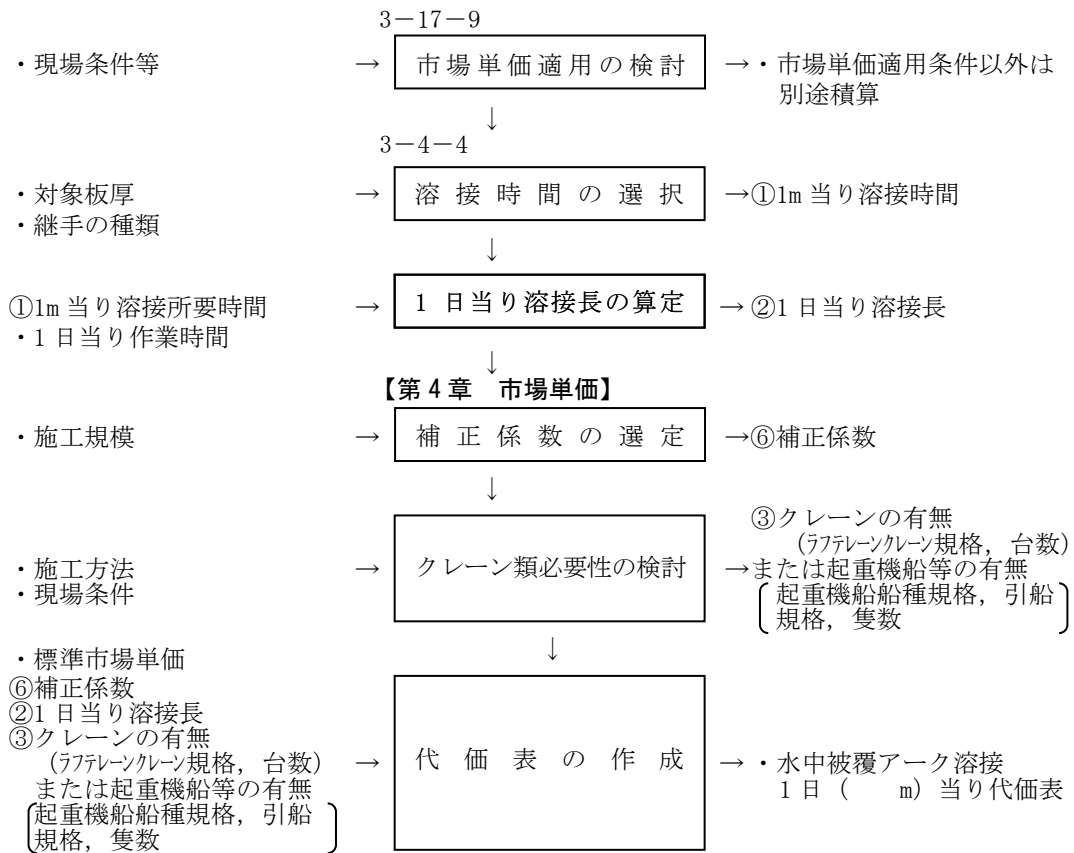 3－17－9
・現場条件等 → 市場単価適用の検討 →・市場単価適用条件以外は
別途積算
↓
3－4－4
・対象板厚 → 溶接時間の選択 →①1m当り溶接時間
・継手の種類
↓
①1m当り溶接所要時間 → 1日当り溶接長の算定 →②1日当り溶接長
・1日当り作業時間
↓
【第4章　市場単価】
・施工規模 → 補正係数の選定 →⑥補正係数
↓
③クレーンの有無
（ﾗﾌﾃﾚｰﾝｸﾚｰﾝ規格，台数）
・施工方法 → クレーン類必要性の検討 →または起重機船等の有無
・現場条件
起重機船船種規格，引船
規格，隻数
↓
・標準市場単価
⑥補正係数
②1日当り溶接長
③クレーンの有無
（ﾗﾌﾃﾚｰﾝｸﾚｰﾝ規格，台数） → 代価表の作成 →・水中被覆アーク溶接
または起重機船等の有無
1日（　　m）当り代価表
起重機船船種規格，引船
規格，隻数